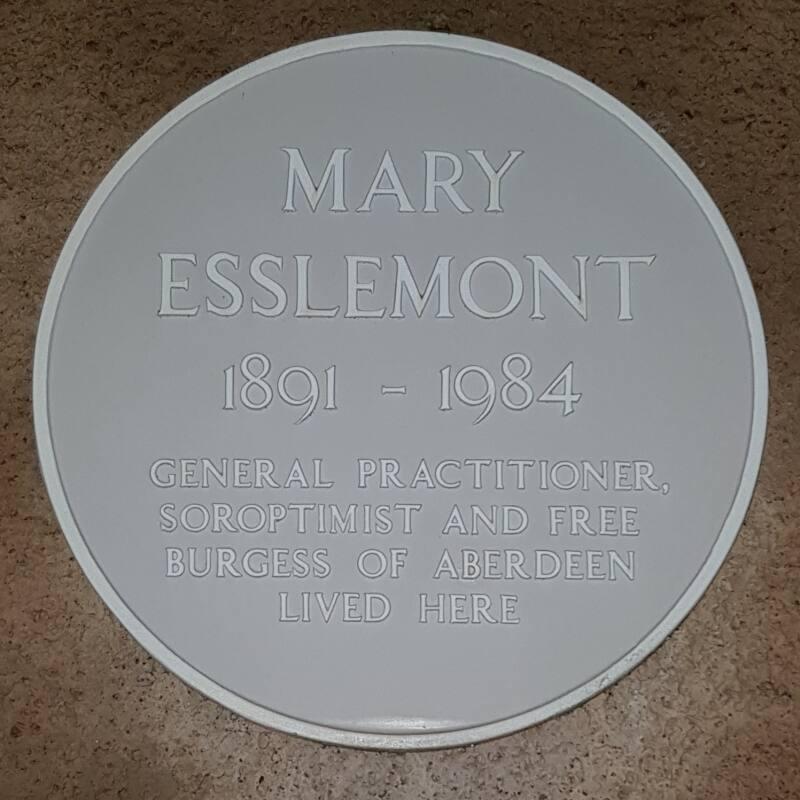 MARY
ESSLEMONT
1891 - 1984
GENERAL PRACTITIONER,
SOROPTIMIST AND FREE
BURGESS OF ABERDEEN
LIVED HERE